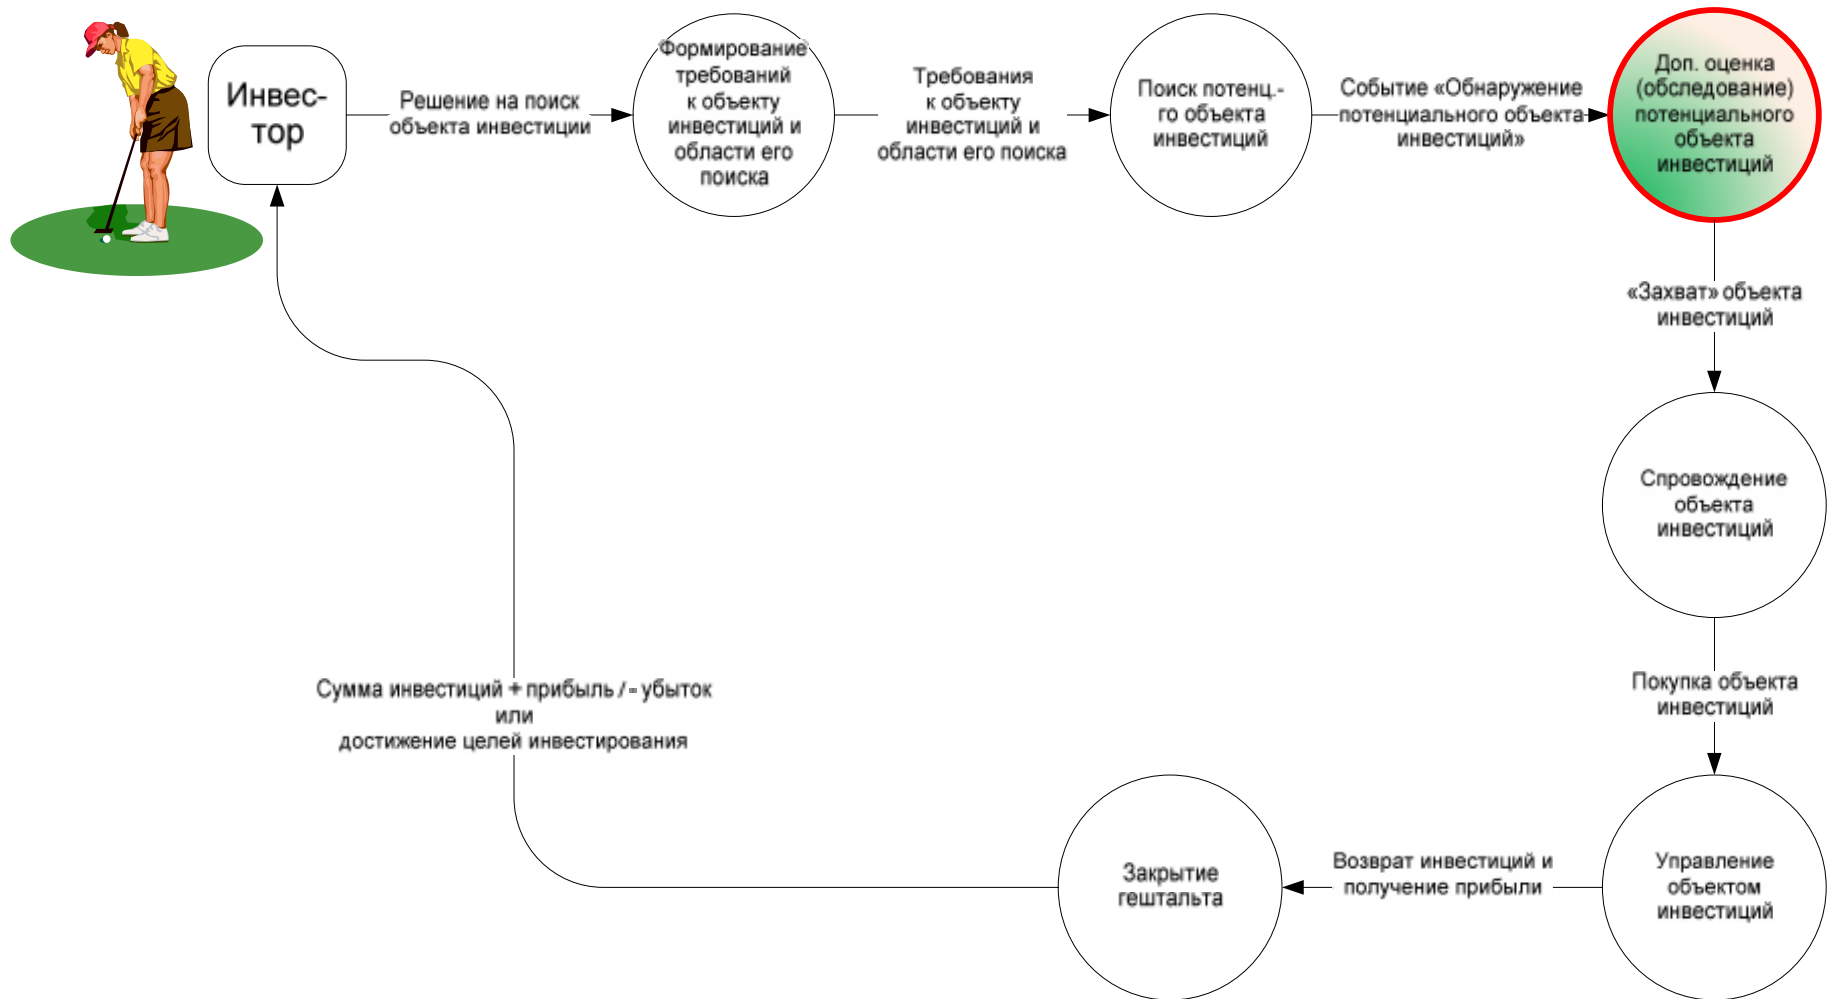 Инвес-
тор
Решение на поиск
объекта инвестиции
Формирование
требований
к объекту
инвестиций и
области его
поиска
Требования
к объекту
инвестиций и
области его поиска
Поиск потенц.-
го объекта
инвестиций
Событие «Обнаружение
потенциального объекта
инвестиций»
Доп. оценка
(обследование)
потенциального
объекта
инвестиций
«Захват» объекта
инвестиций
Спровождение
объекта
инвестиций
Покупка объекта
инвестиций
Управление
объектом
инвестиций
Возврат инвестиций и
получение прибыли
Закрытие
гештальта
Сумма инвестиций + прибыль / - убыток
или
достижение целей инвестирования